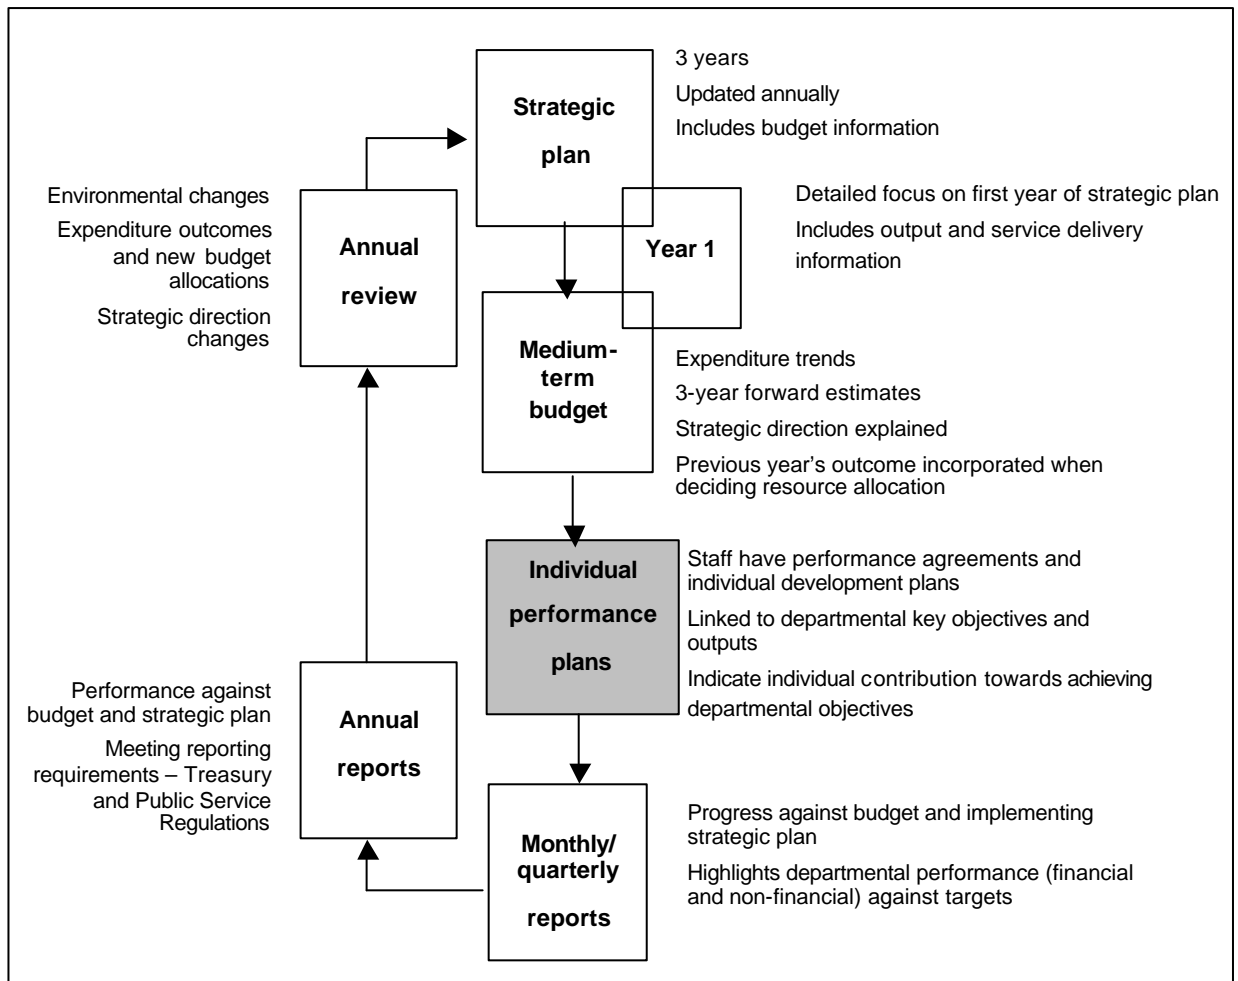 3 years
Updated annually
Includes budget information
Strategic
plan
Environmental changes
Expenditure outcomes
and new budget
allocations
Strategic direction
changes
Annual
review
Year 1
Detailed focus on first year of strategic plan
Includes output and service delivery
information
Medium-
term
budget
Expenditure trends
3-year forward estimates
Strategic direction explained
Previous year’s outcome incorporated when
deciding resource allocation
Individual
performance
plans
Staff have performance agreements and
individual development plans
Linked to departmental key objectives and
outputs
Indicate individual contribution towards achieving
departmental objectives
Performance against
budget and strategic plan
Meeting reporting
requirements – Treasury
and Public Service
Regulations
Annual
reports
Monthly/
quarterly
reports
Progress against budget and implementing
strategic plan
Highlights departmental performance (financial
and non-financial) against targets